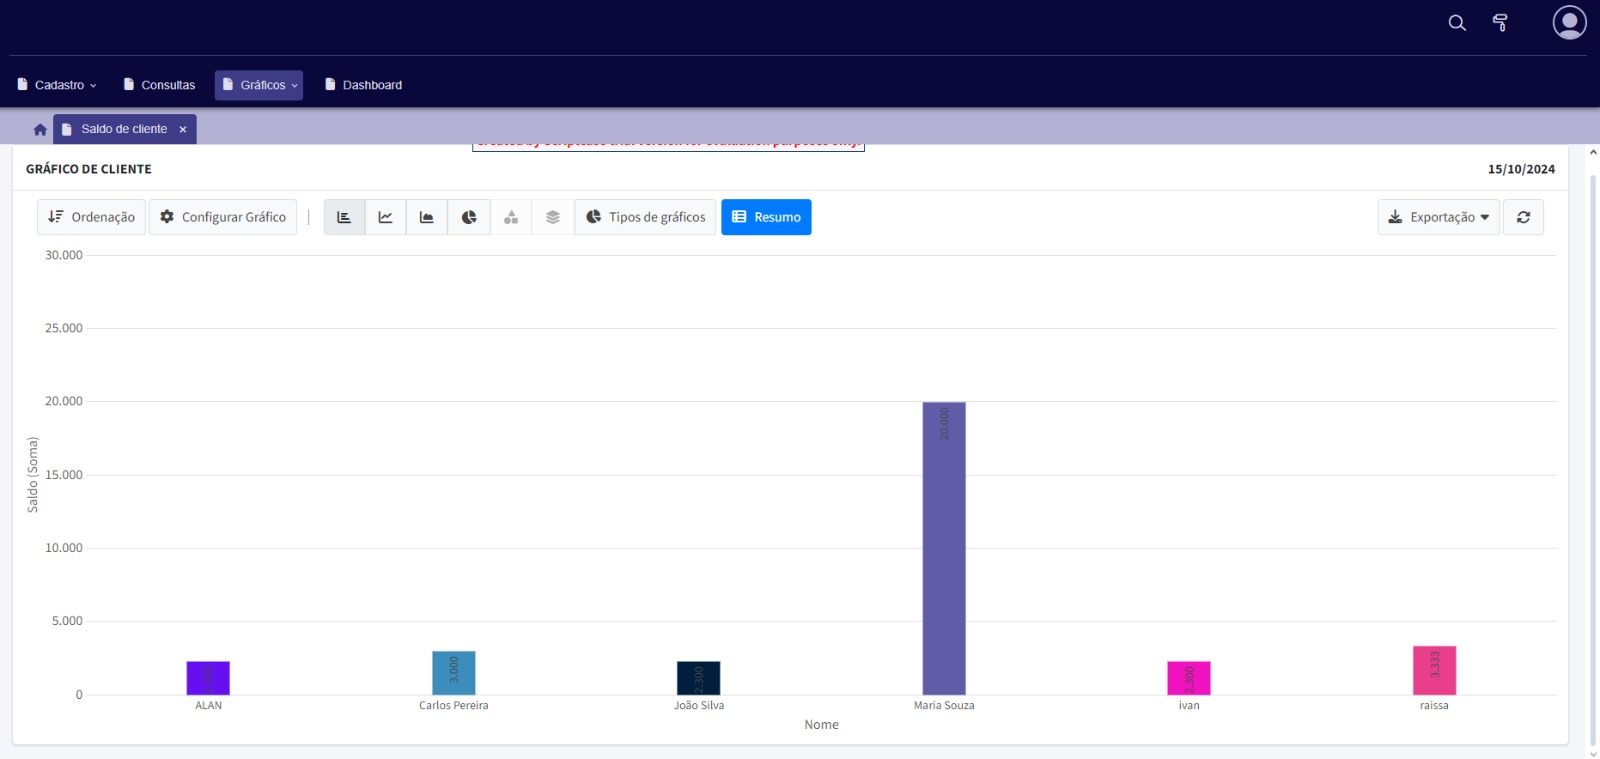 Cadastro
Consultas
Gráficos
Dashboard
Saldo de cliente ×
GRÁFICO DE CLIENTE
15/10/2024
Ordenação
Configurar Gráfico
Tipos de gráficos
Resumo
Exportação
30.000
25.000
20.000
15.000
10.000
5.000
0
Saldo (Soma)
3.000
2.300
20.000
2.300
3.333
ALAN
Carlos Pereira
João Silva
Maria Souza
ivan
raissa
Nome